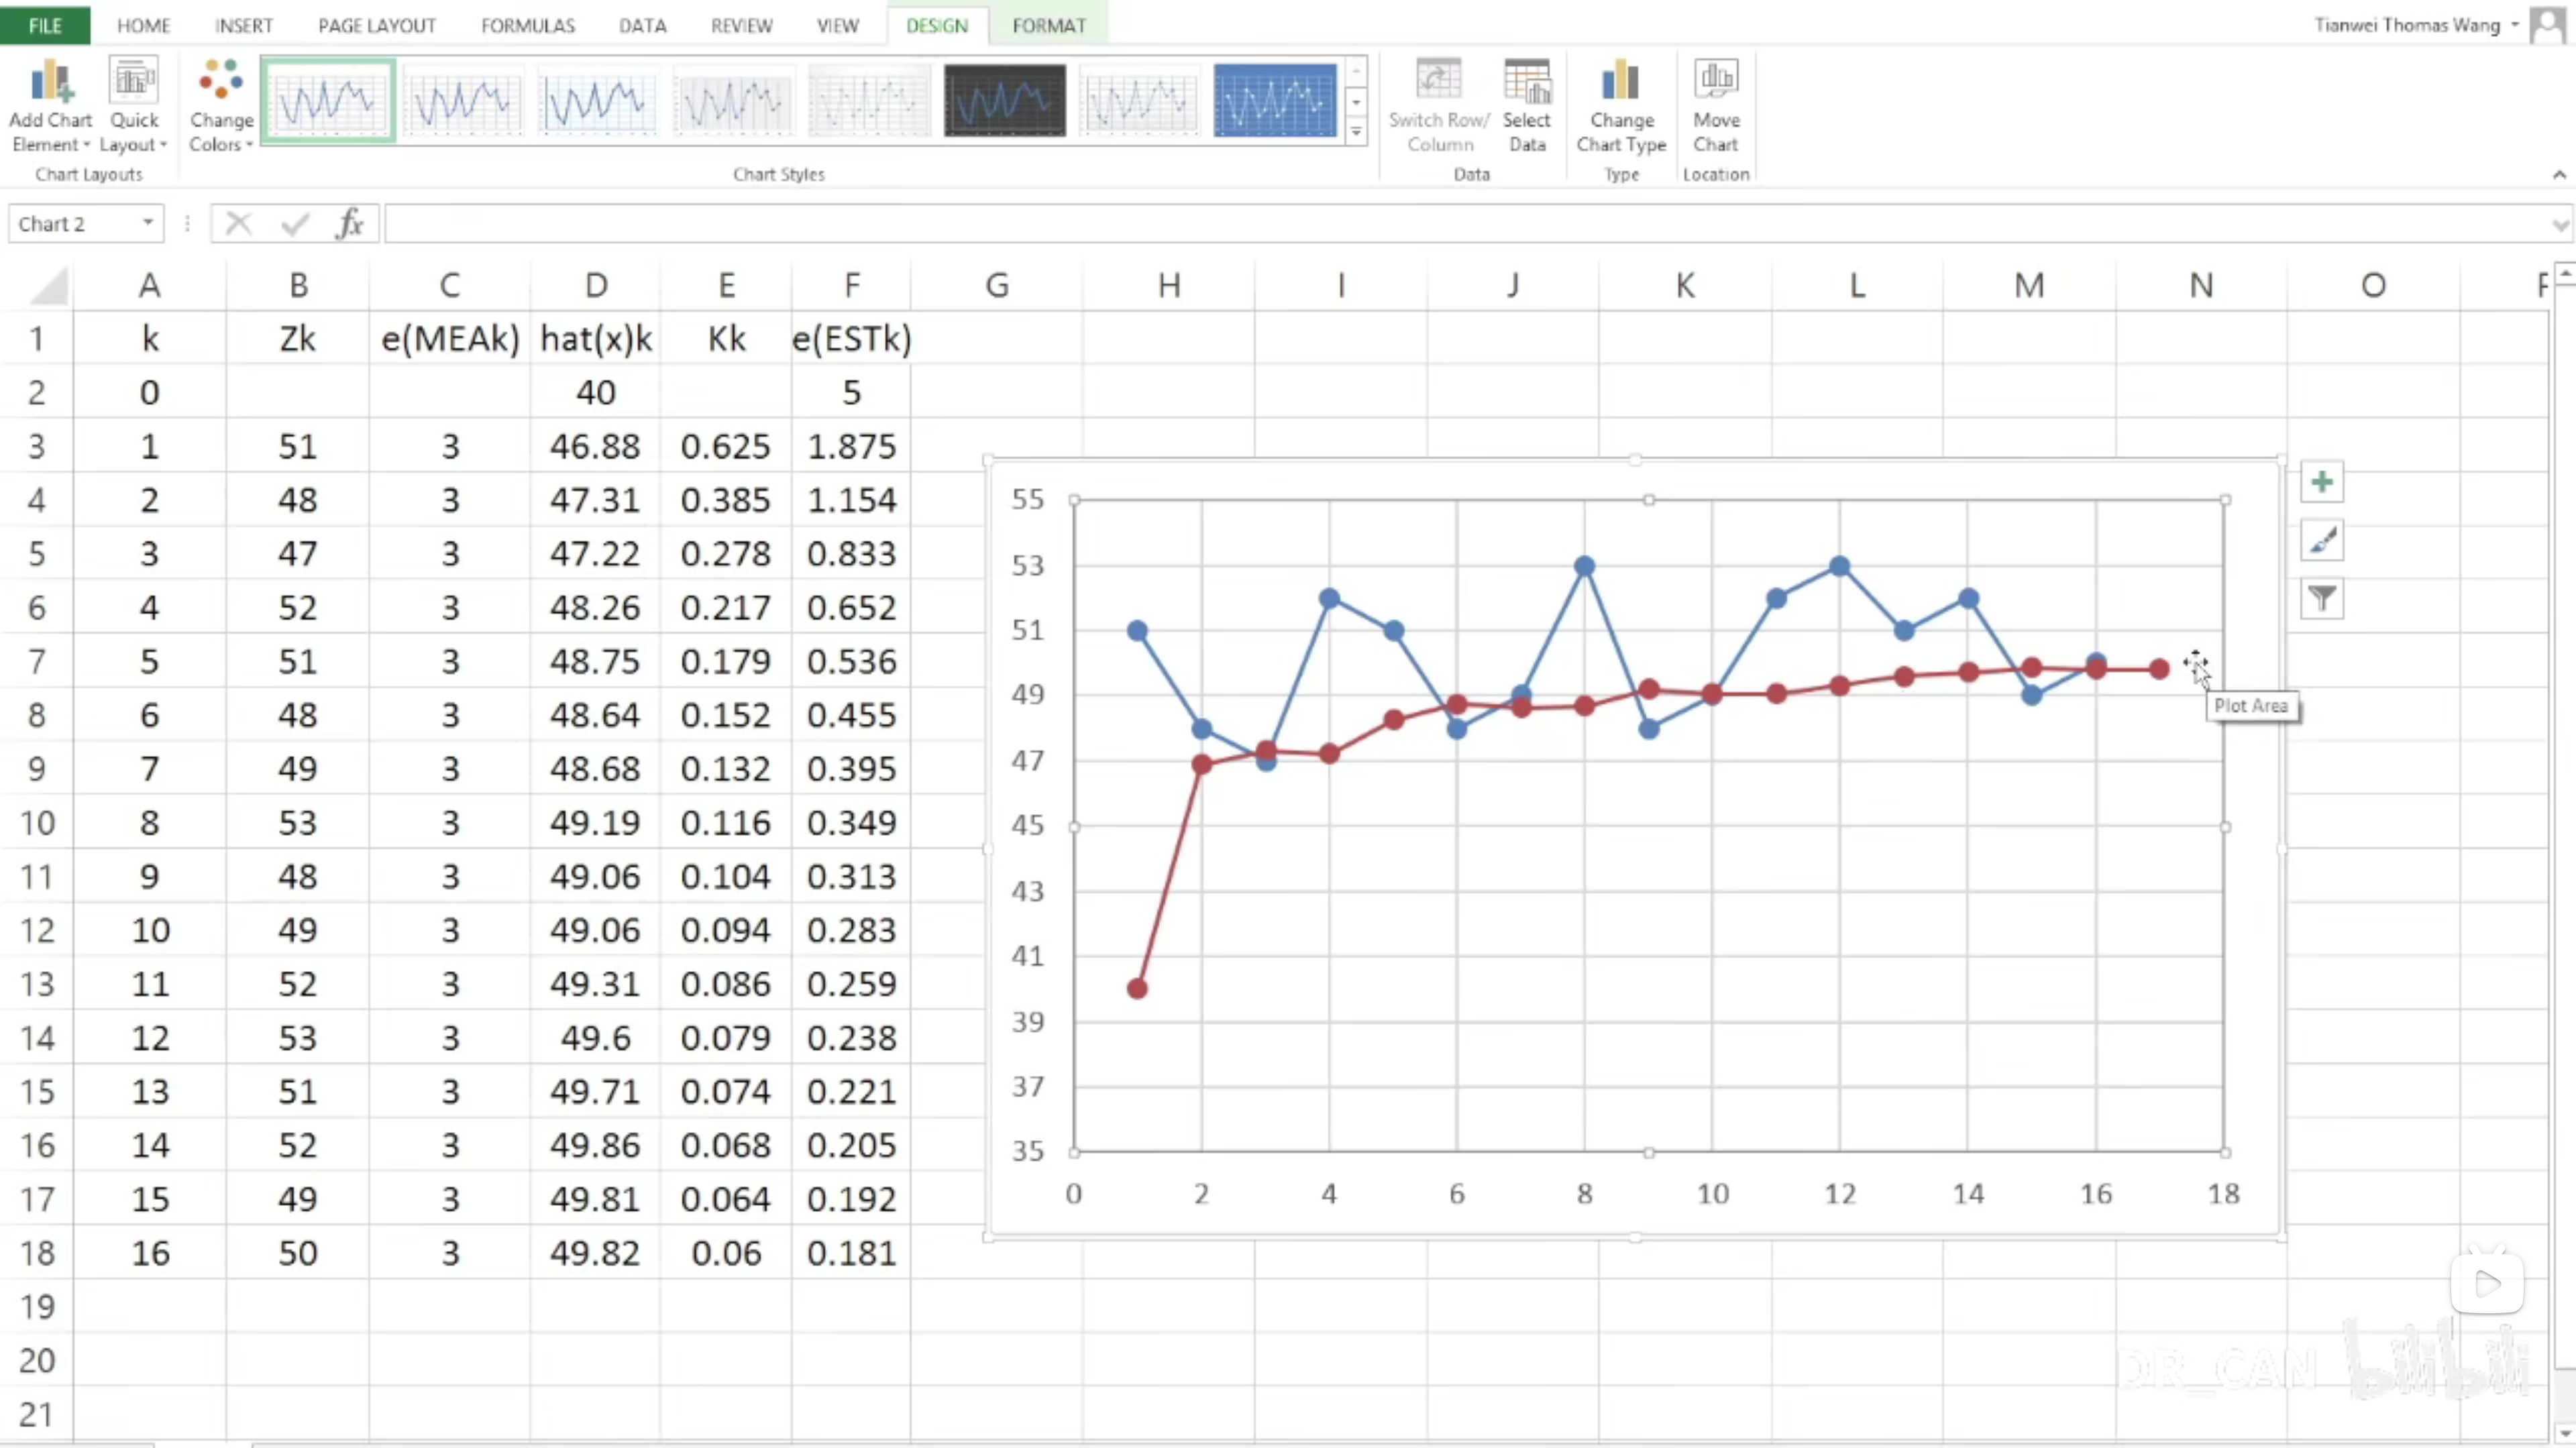 FILE HOME INSERT PAGE LAYOUT FORMULAS DATA REVIEW VIEW DESIGN FORMAT Tianwei Thomas Wang
Add Chart Element Quick Layout Change Colors Switch Row/ Column Select Data Change Chart Type Move Chart
Chart Layouts Chart Styles Data Type Location
Chart 2 fx
A B C D E F G H I J K L M N O
1 k Zk e(MEAk) hat(x)k Kk e(ESTk)
2 0 40 5
3 1 51 3 46.88 0.625 1.875
4 2 48 3 47.31 0.385 1.154
5 3 47 3 47.22 0.278 0.833
6 4 52 3 48.26 0.217 0.652
7 5 51 3 48.75 0.179 0.536
8 6 48 3 48.64 0.152 0.455
9 7 49 3 48.68 0.132 0.395
10 8 53 3 49.19 0.116 0.349
11 9 48 3 49.06 0.104 0.313
12 10 49 3 49.06 0.094 0.283
13 11 52 3 49.31 0.086 0.259
14 12 53 3 49.6 0.079 0.238
15 13 51 3 49.71 0.074 0.221
16 14 52 3 49.86 0.068 0.205
17 15 49 3 49.81 0.064 0.192
18 16 50 3 49.82 0.06 0.181
19
20
21
55
53
51
49
47
45
43
41
39
37
35
0 2 4 6 8 10 12 14 16 18
Plot Area
DR_CAN bilibili